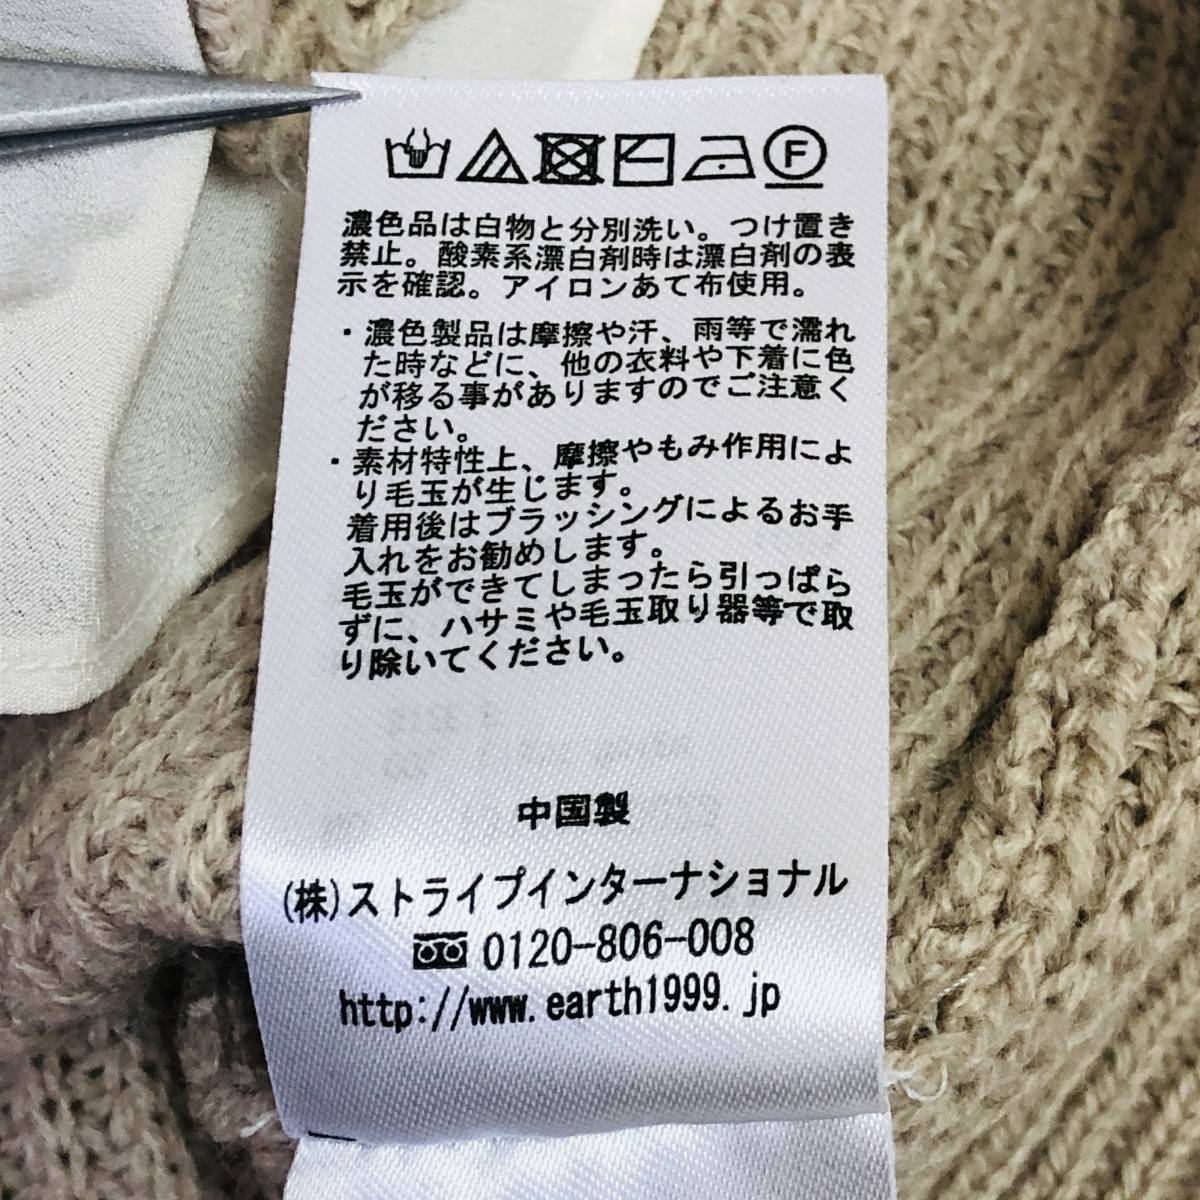 F
濃色品は白物と分別洗い。つけ置き
禁止。酸素系漂白剤時は漂白剤の表
示を確認。アイロンあて布使用。
・濃色製品は摩擦や汗、雨等で濡れ
た時などに、他の衣料や下着に色
が移る事がありますのでご注意く
ださい。
・素材特性上、摩擦やもみ作用によ
り毛玉が生じます。
着用後はブラッシングによるお手
入れをお勧めします。
毛玉ができてしまったら引っぱら
ずに、ハサミや毛玉取り器等で取
り除いてください。
中国製
(株)ストライプインターナショナル
0120-806-008
http://www.earth1999.jp